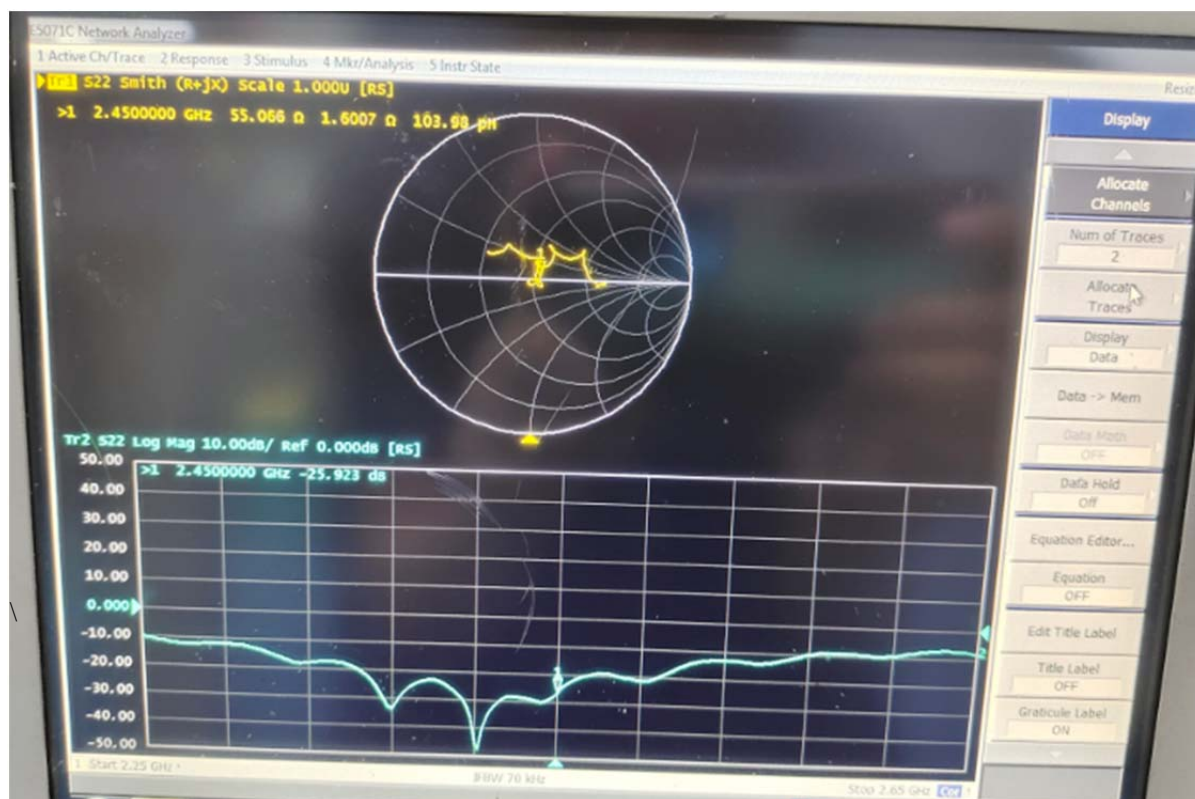 E5071C Network Analyzer
1 Active Ch/Trace 2 Response 3 Stimulus 4 Mkr/Analysis 5 Instr State
Resize
Tr1 S22 Smith (R+jX) Scale 1.000U [RS]
>1 2.4500000 GHz 55.066 Ω 1.6007 Ω 103.98 pH
Display
Allocate
Channels
Num of Traces
2
Allocate
Traces
Display
Data
Data -> Mem
Data Math
OFF
Data Hold
Off
Equation Editor...
Equation
OFF
Edit Title Label
Title Label
OFF
Graticule Label
ON
1
Tr2 S22 Log Mag 10.00dB/ Ref 0.000dB [RS]
>1 2.4500000 GHz -25.923 dB
50.00
40.00
30.00
20.00
10.00
0.000
-10.00
-20.00
-30.00
-40.00
-50.00
1
2
1 Start 2.25 GHz
IFBW 70 kHz
Stop 2.65 GHz Cor
\